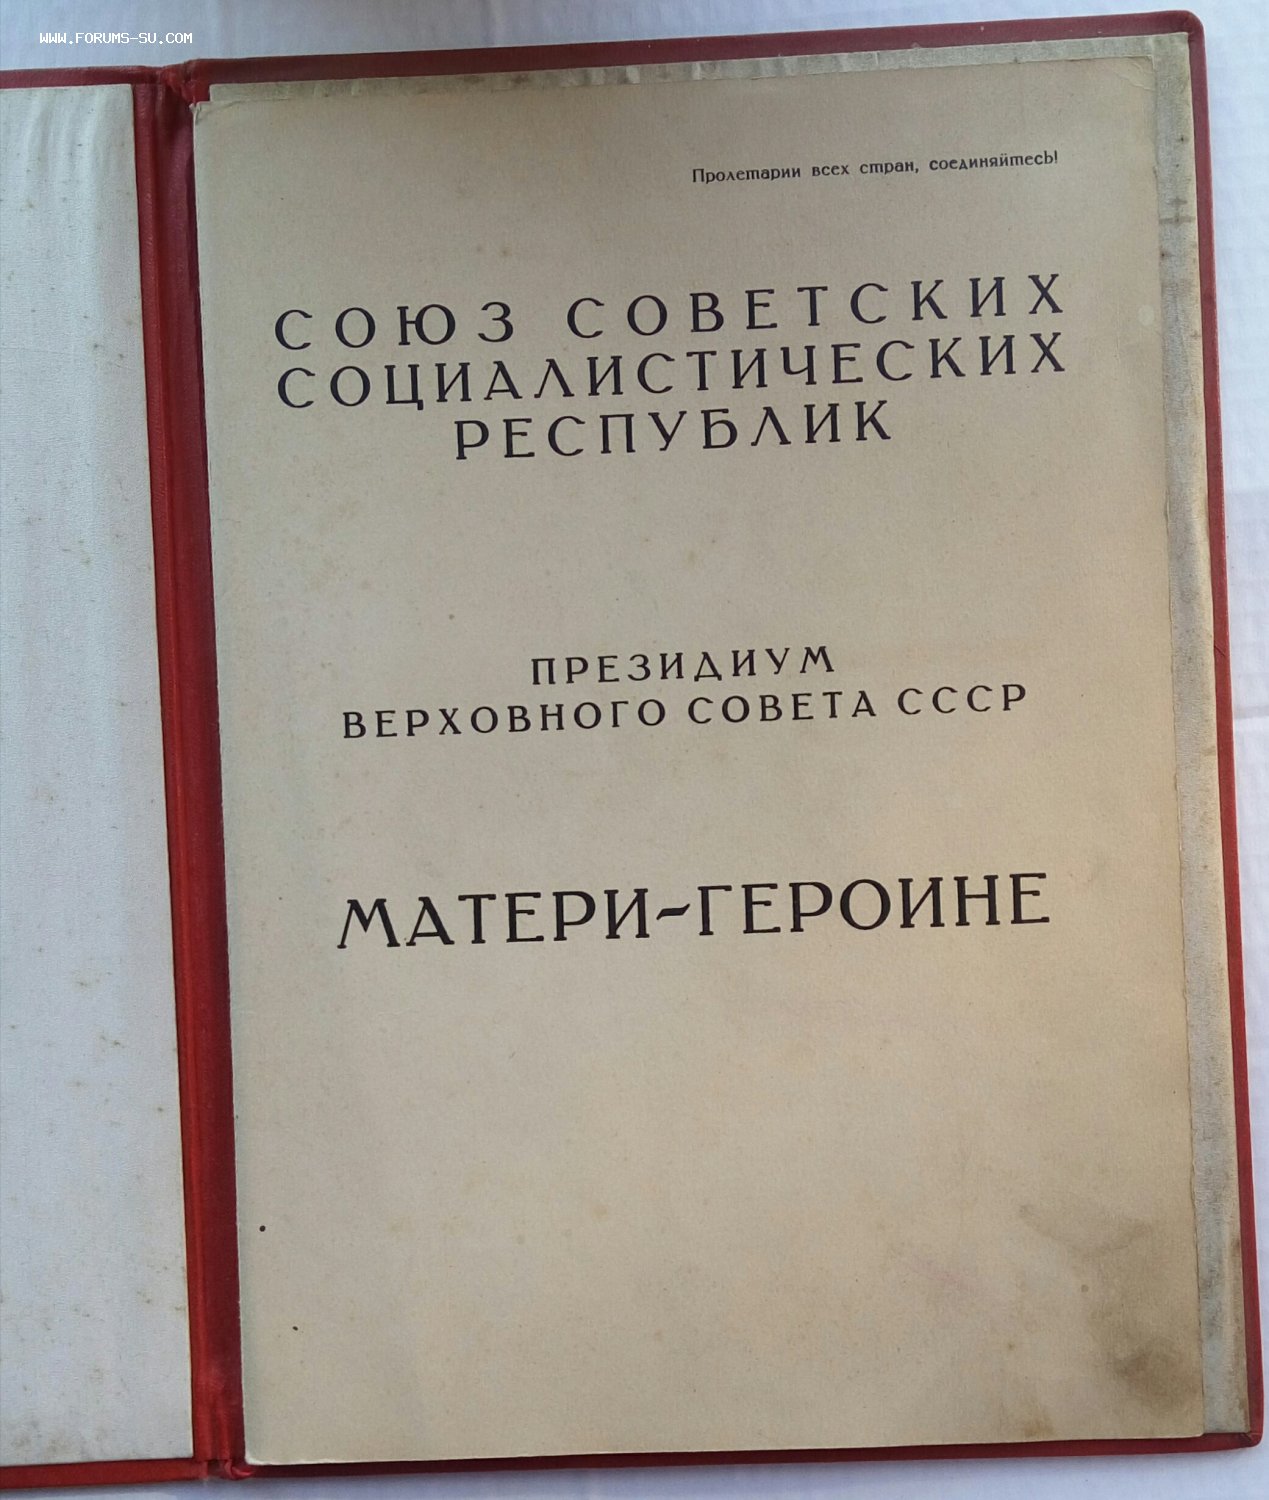 WWW.FORUMS-SU.COM
Пролетарии всех стран, соединяйтесь!
СОЮЗ СОВЕТСКИХ
СОЦИАЛИСТИЧЕСКИХ
РЕСПУБЛИК
ПРЕЗИДИУМ
ВЕРХОВНОГО СОВЕТА СССР
МАТЕРИ-ГЕРОИНЕ